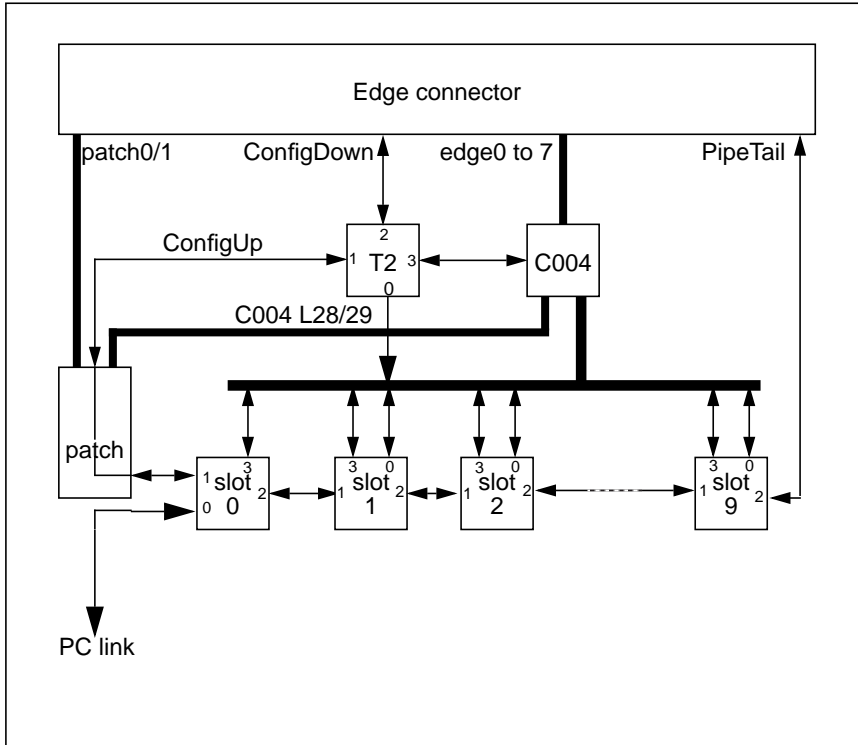 Edge connector
patch0/1 ConfigDown edge0 to 7 PipeTail
2
ConfigUp 1 T2 3 C004
0
C004 L28/29
patch
3 3 0 3 0 3 0
1 slot 2 1 slot 2 1 slot 2 1 slot 2
0 0 1 2 9
PC link